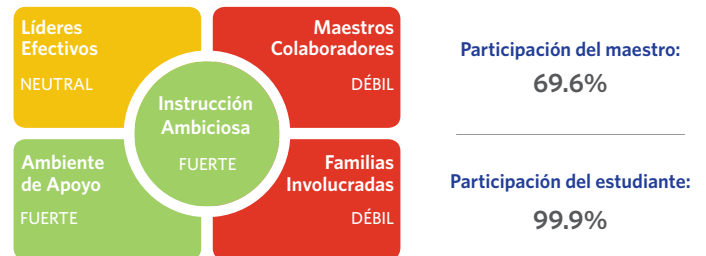 Líderes
Efectivos
NEUTRAL
Maestros
Colaboradores
DÉBIL
Instrucción
Ambiciosa
FUERTE
Ambiente
de Apoyo
FUERTE
Familias
Involucradas
DÉBIL
Participación del maestro:
69.6%
Participación del estudiante:
99.9%